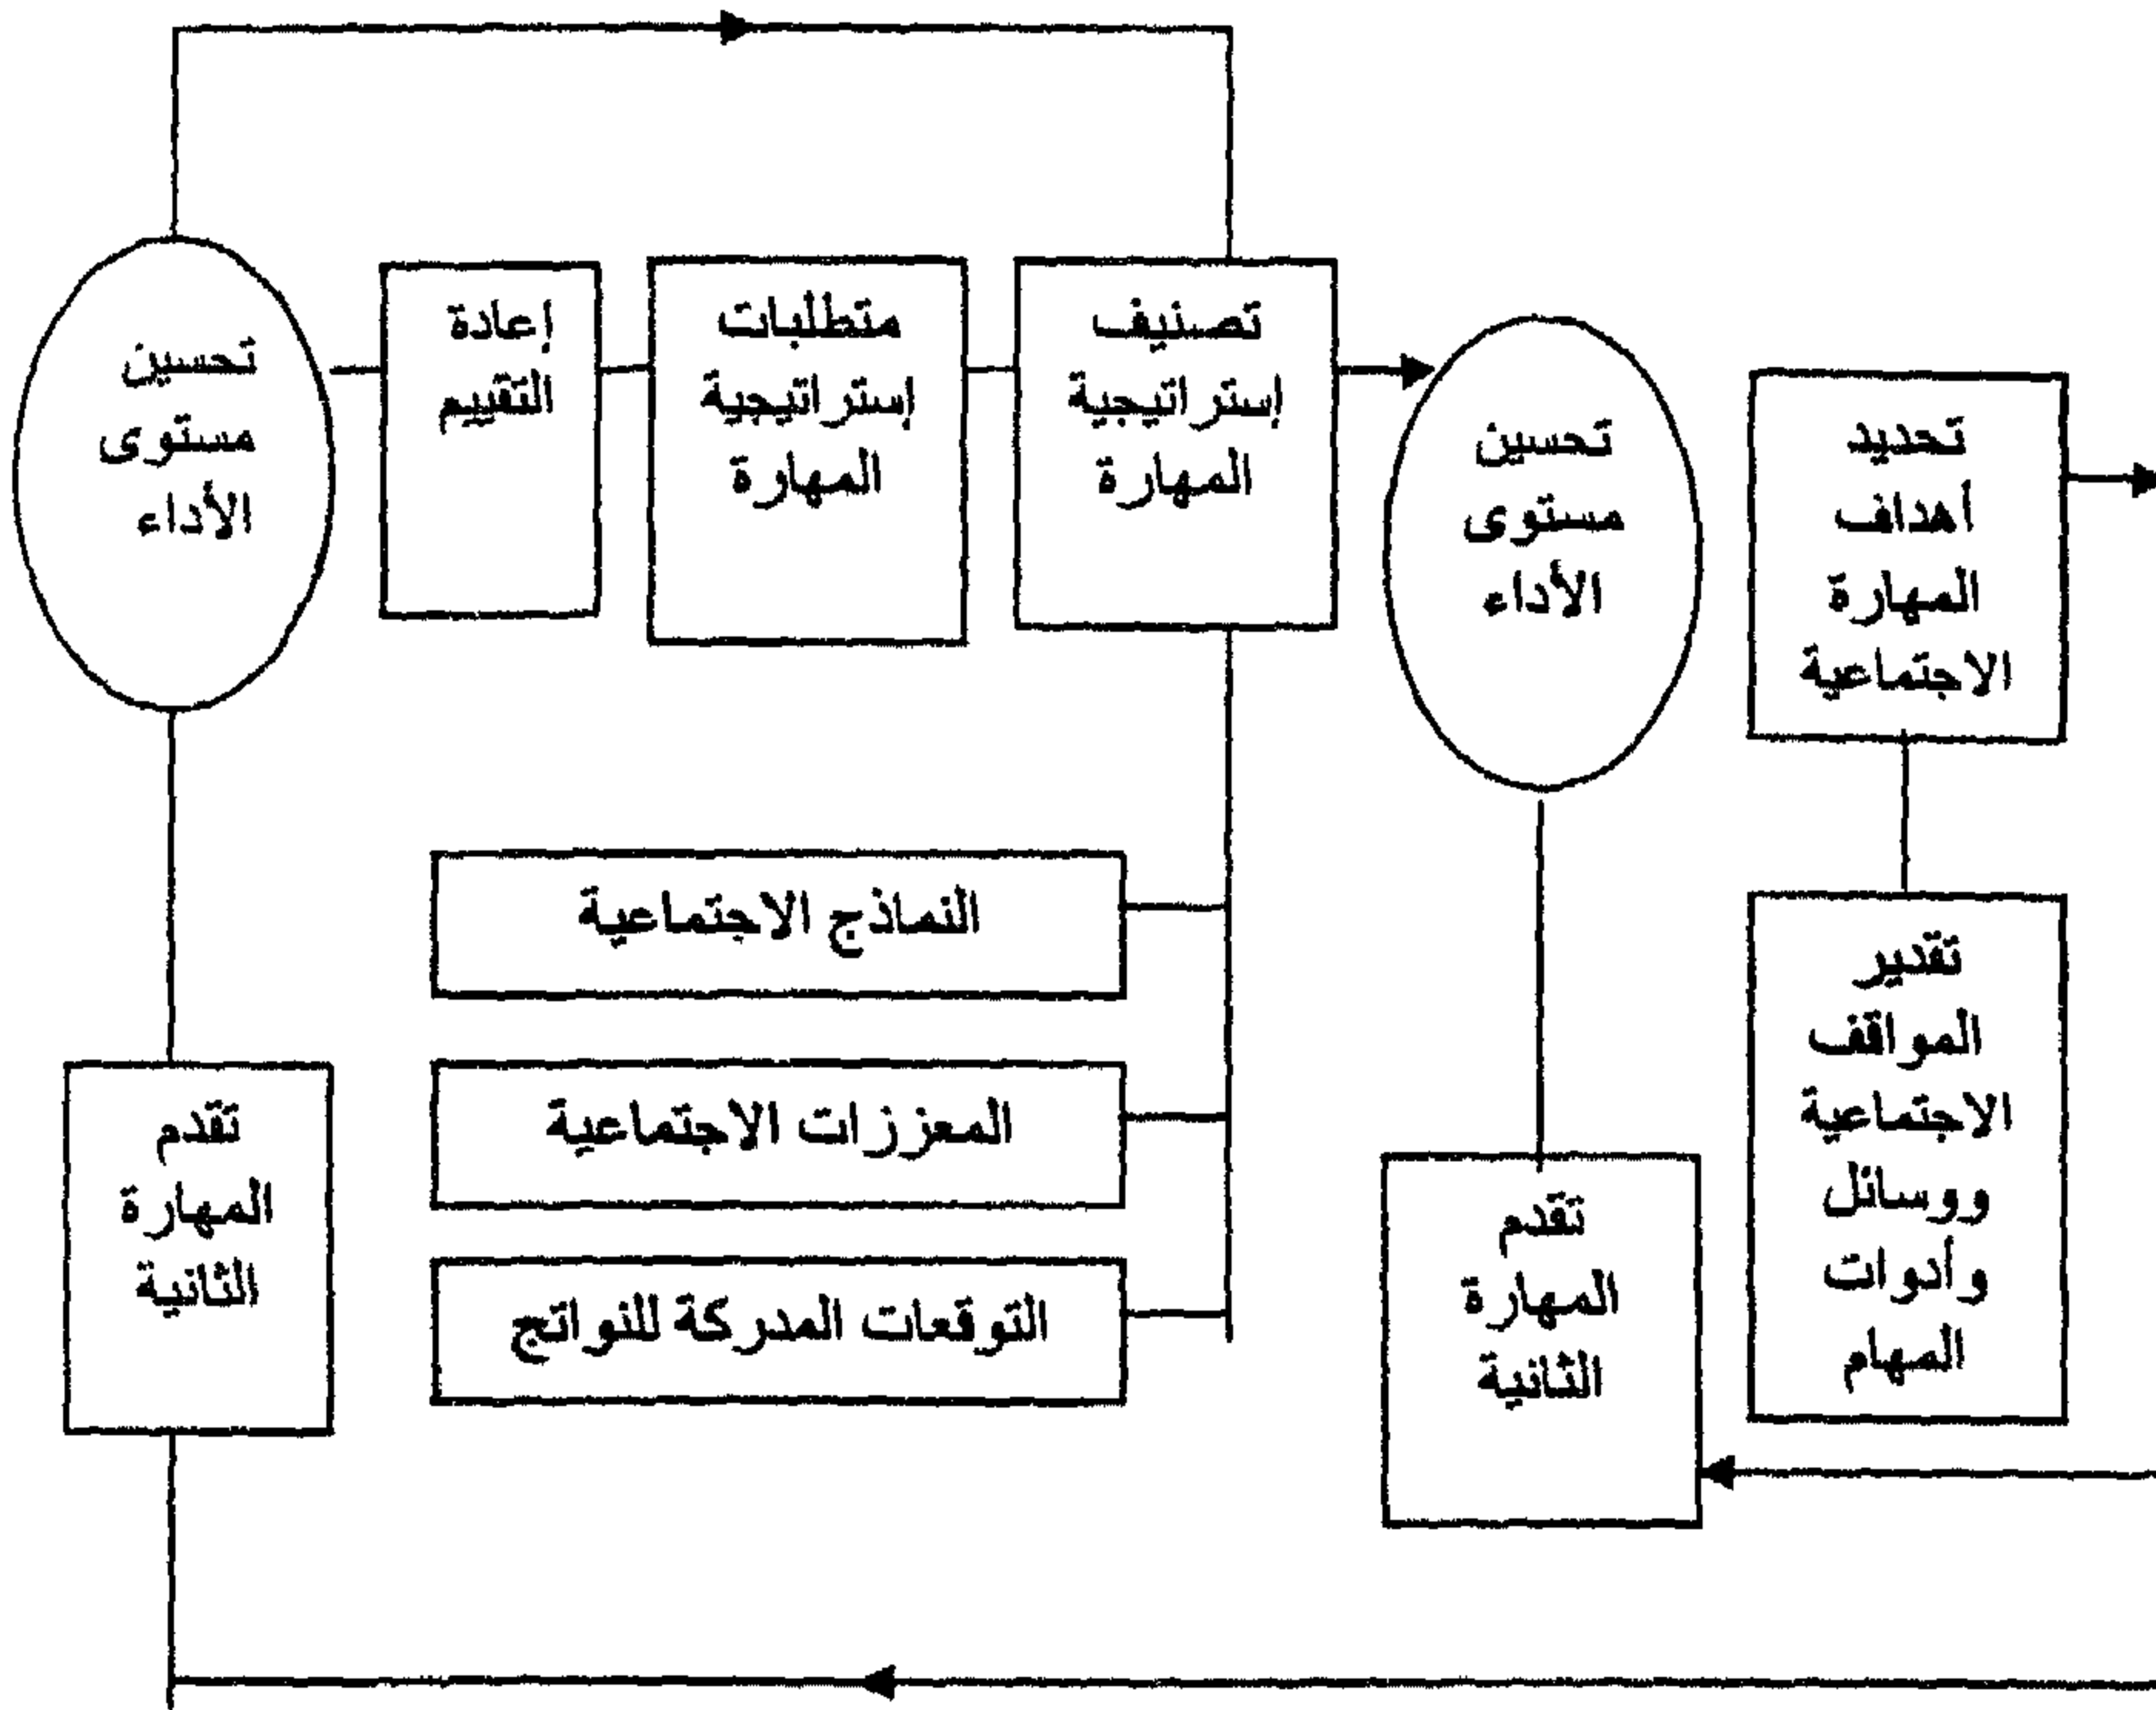 تحديد
أهداف
المهارة
الاجتماعية
تقدير
المواقف
الاجتماعية
ووسائل
وأدوات
المهام
تحسين
مستوى
الأداء
تقدم
المهارة
الثانية
تصنيف
إستراتيجية
المهارة
متطلبات
إستراتيجية
المهارة
إعادة
التقييم
تحسين
مستوى
الأداء
النماذج الاجتماعية
المعززات الاجتماعية
التوقعات المدركة للنواتج
تقدم
المهارة
الثانية